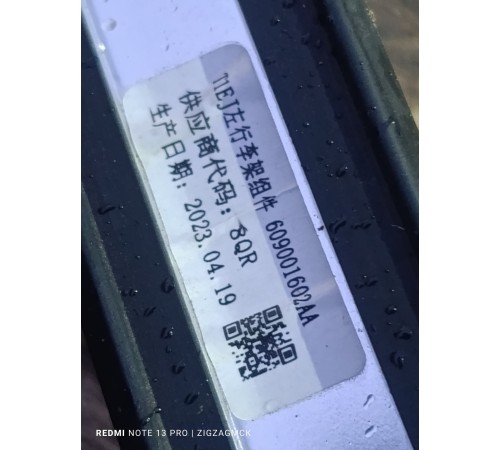 T1EJ左行李架组件 609001602AA
供应商代码：8QR
生产日期：2023.04.19
REDMI NOTE 13 PRO | ZIGZAGMCK